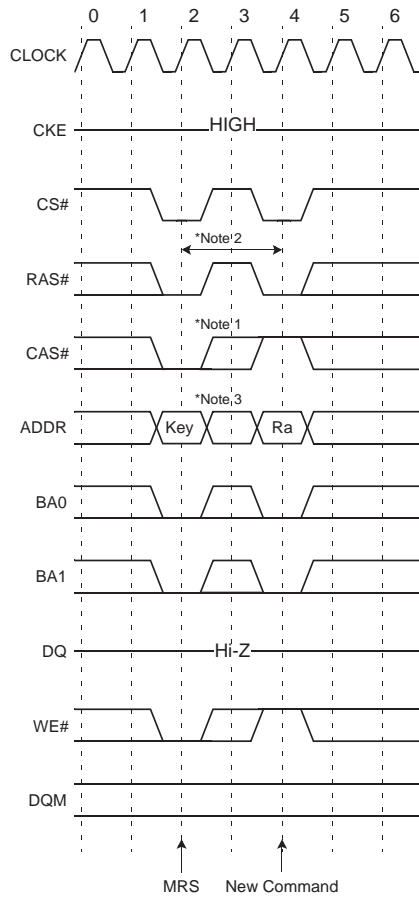 0 1 2 3 4 5 6
CLOCK
CKE HIGH
CS#
*Note 2
RAS#
*Note 1
CAS#
*Note 3
ADDR Key Ra
BA0
BA1
DQ Hi-Z
WE#
DQM
MRS New Command